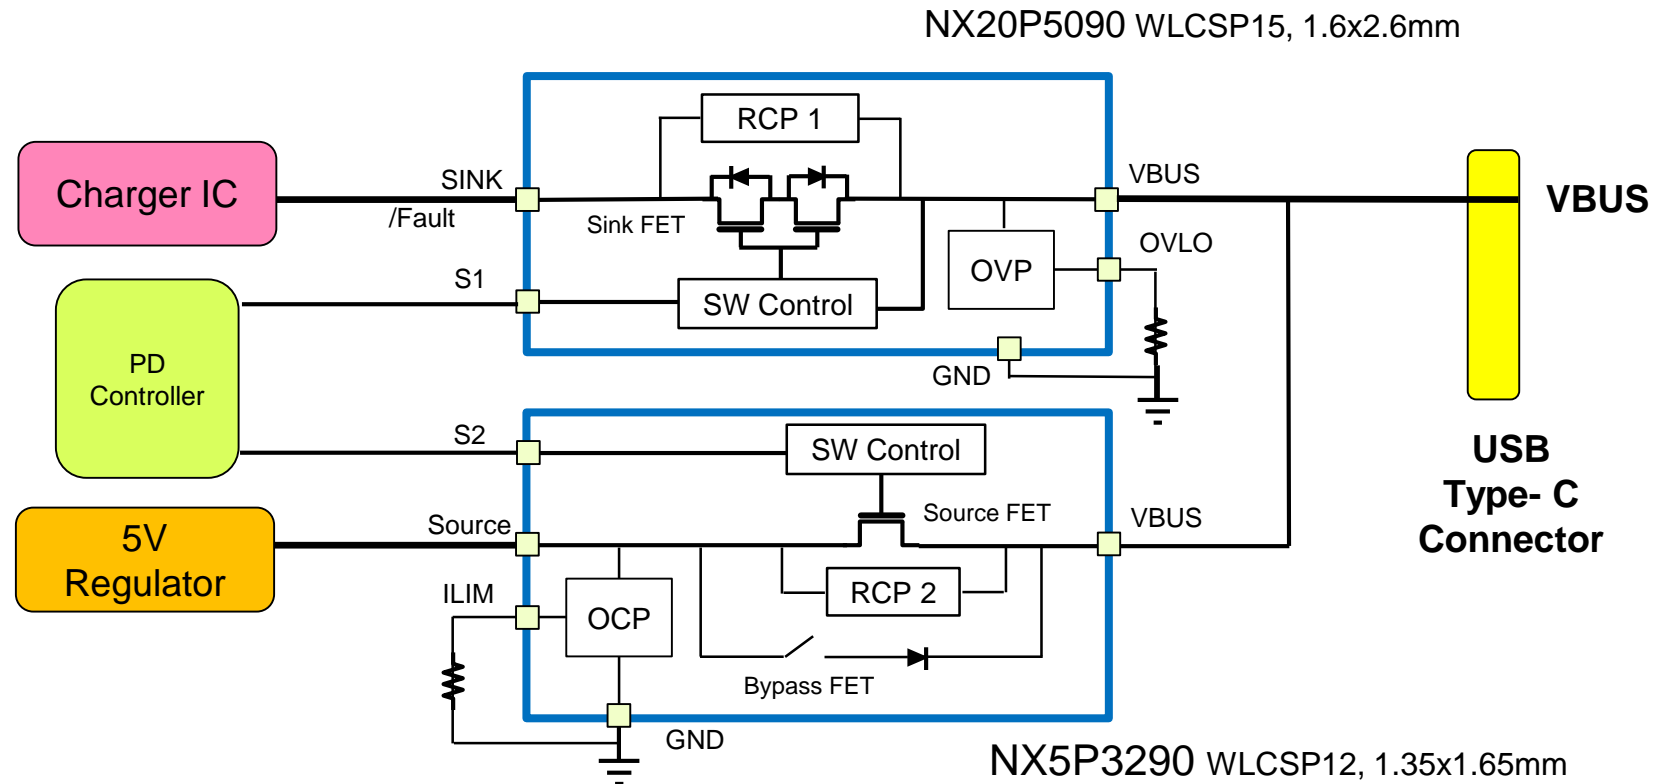 NX20P5090 WLCSP15, 1.6x2.6mm
RCP 1
Charger IC
SINK
/Fault
Sink FET
VBUS
VBUS
OVLO
OVP
S1
SW Control
PD
Controller
GND
S2
SW Control
USB
Type- C
Connector
5V
Regulator
Source
Source FET
VBUS
ILIM
OCP
RCP 2
Bypass FET
GND
NX5P3290 WLCSP12, 1.35x1.65mm